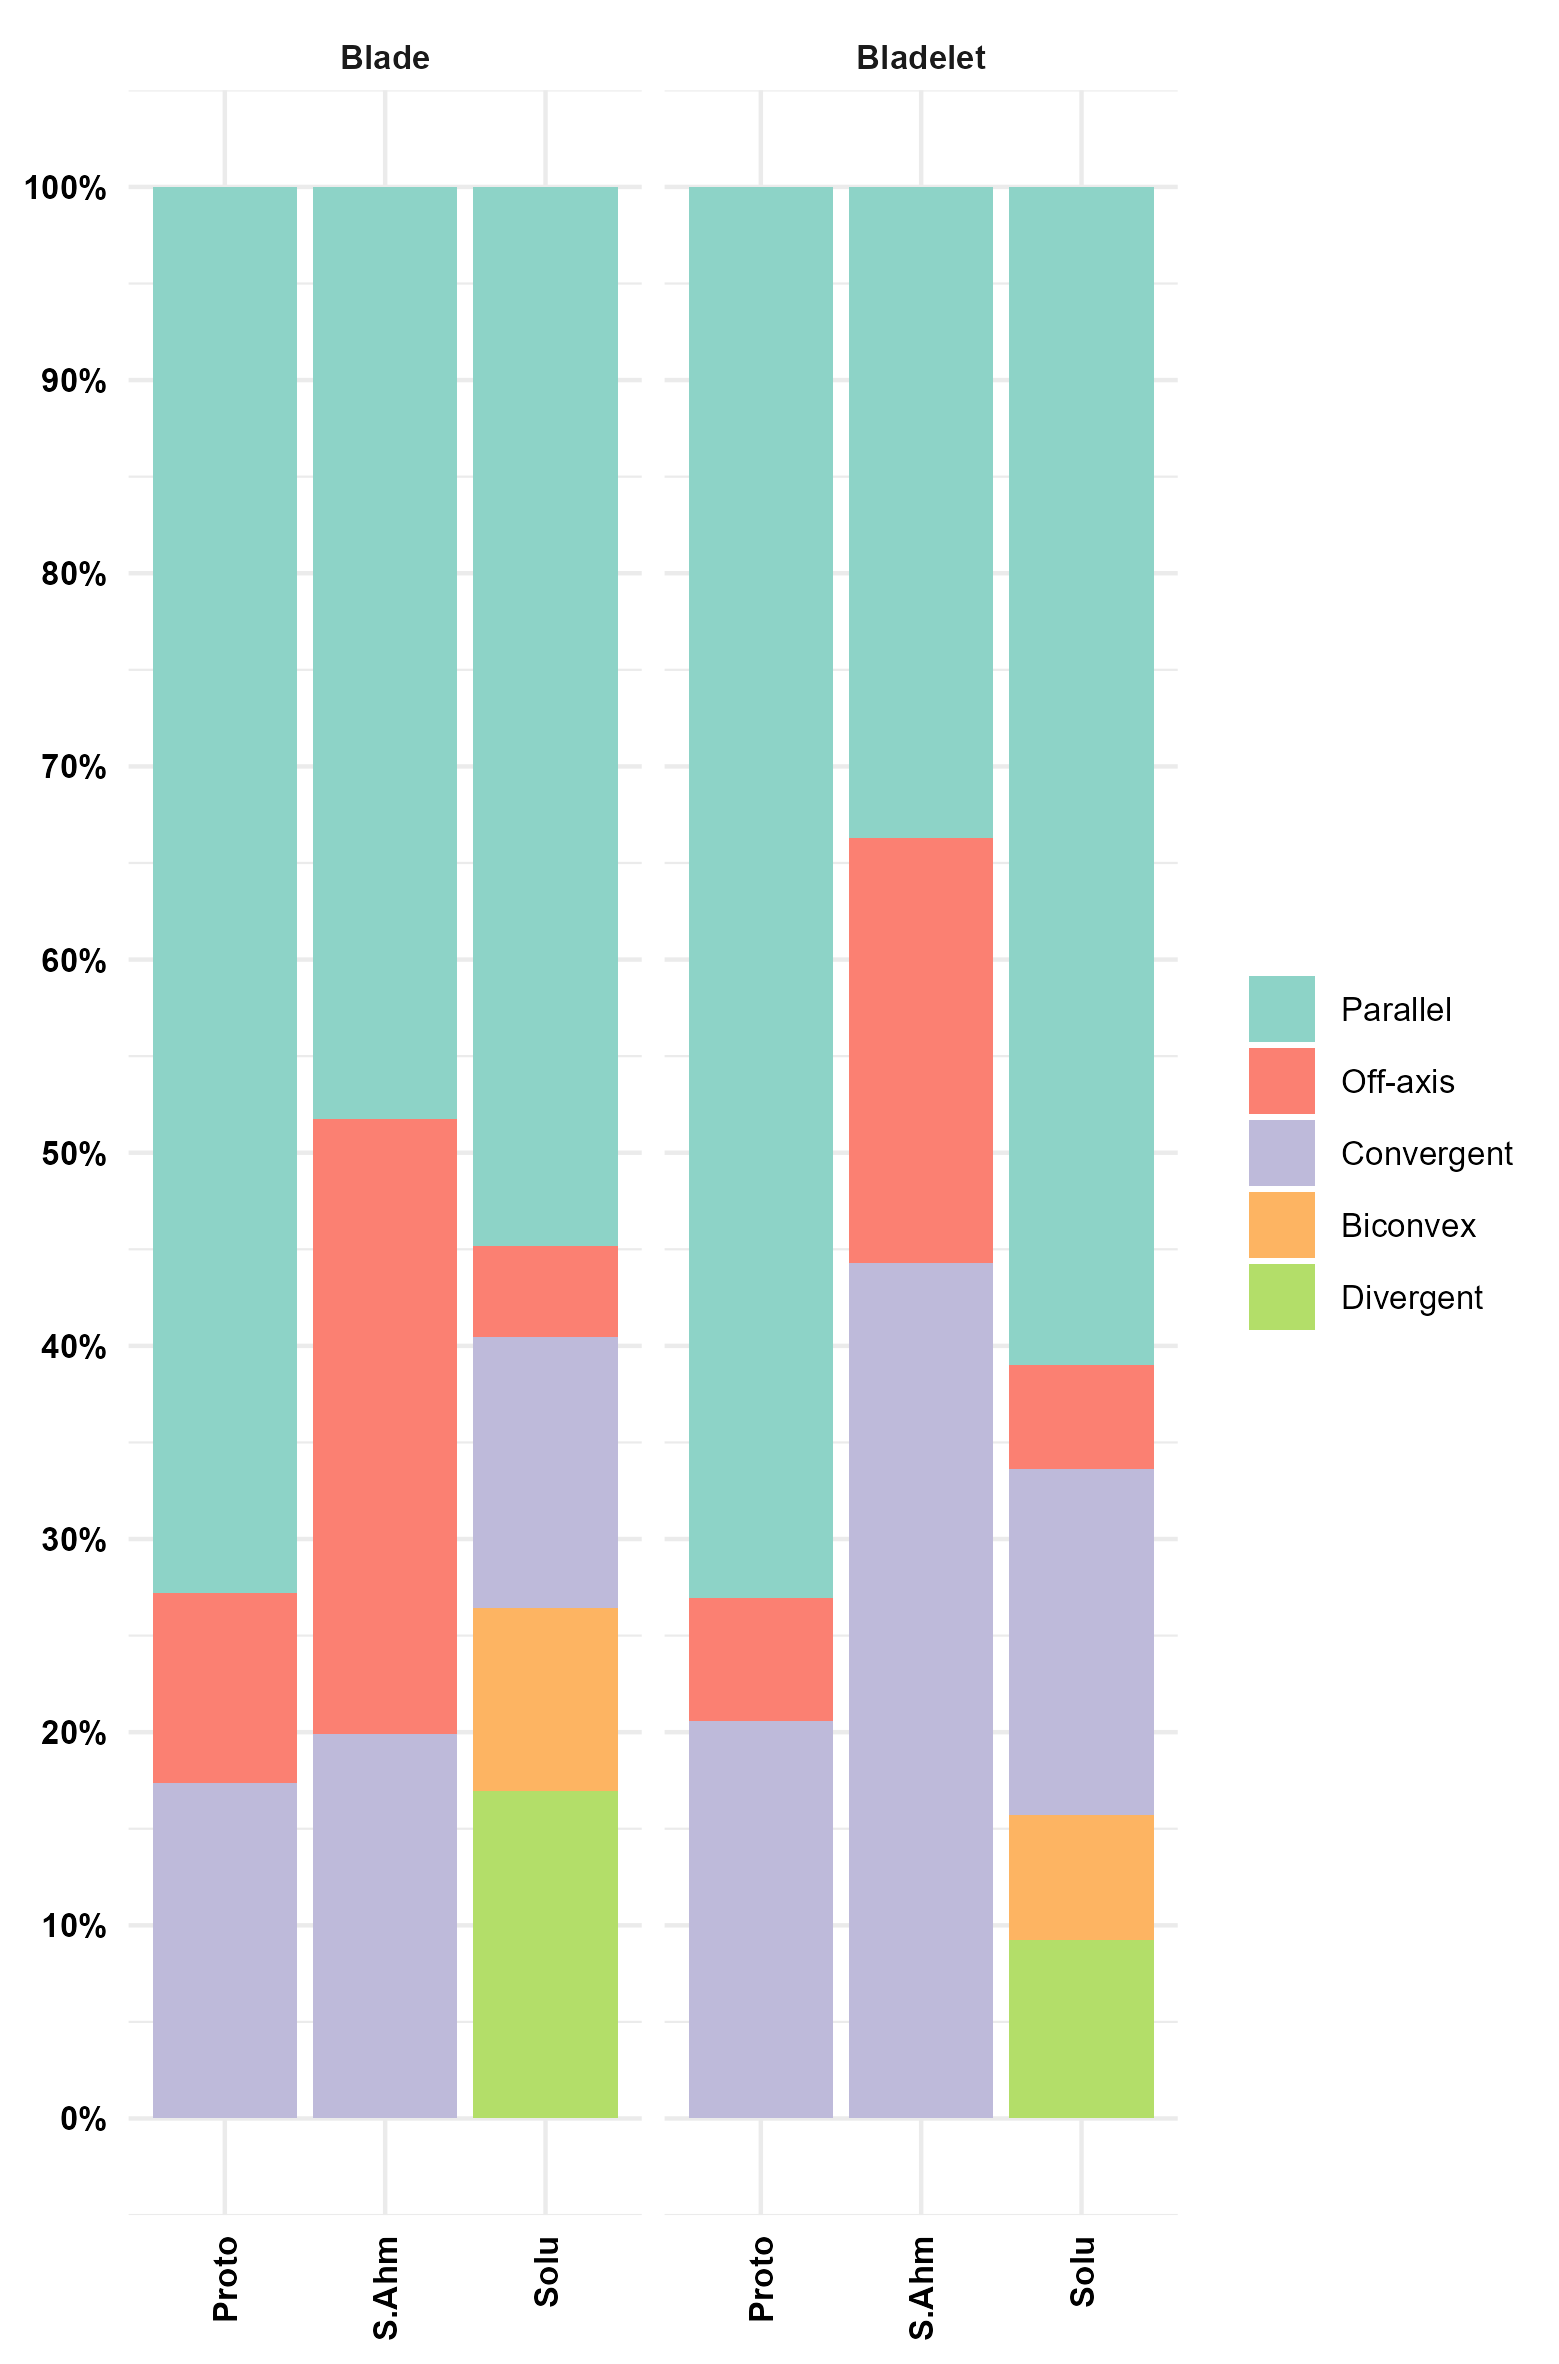 Blade Bladelet
100%
90%
80%
70%
60%
50%
40%
30%
20%
10%
0%
Proto S.Ahm Solu Proto S.Ahm Solu
Parallel
Off-axis
Convergent
Biconvex
Divergent